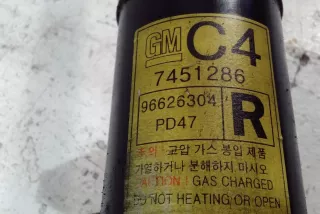 GM C4
7451286
96626304 R
PD47
주의 : 고압 가스 봉입 제품
가열하거나 분해하지 마시오
CAUTION : GAS CHARGED
DO NOT HEATING OR OPEN